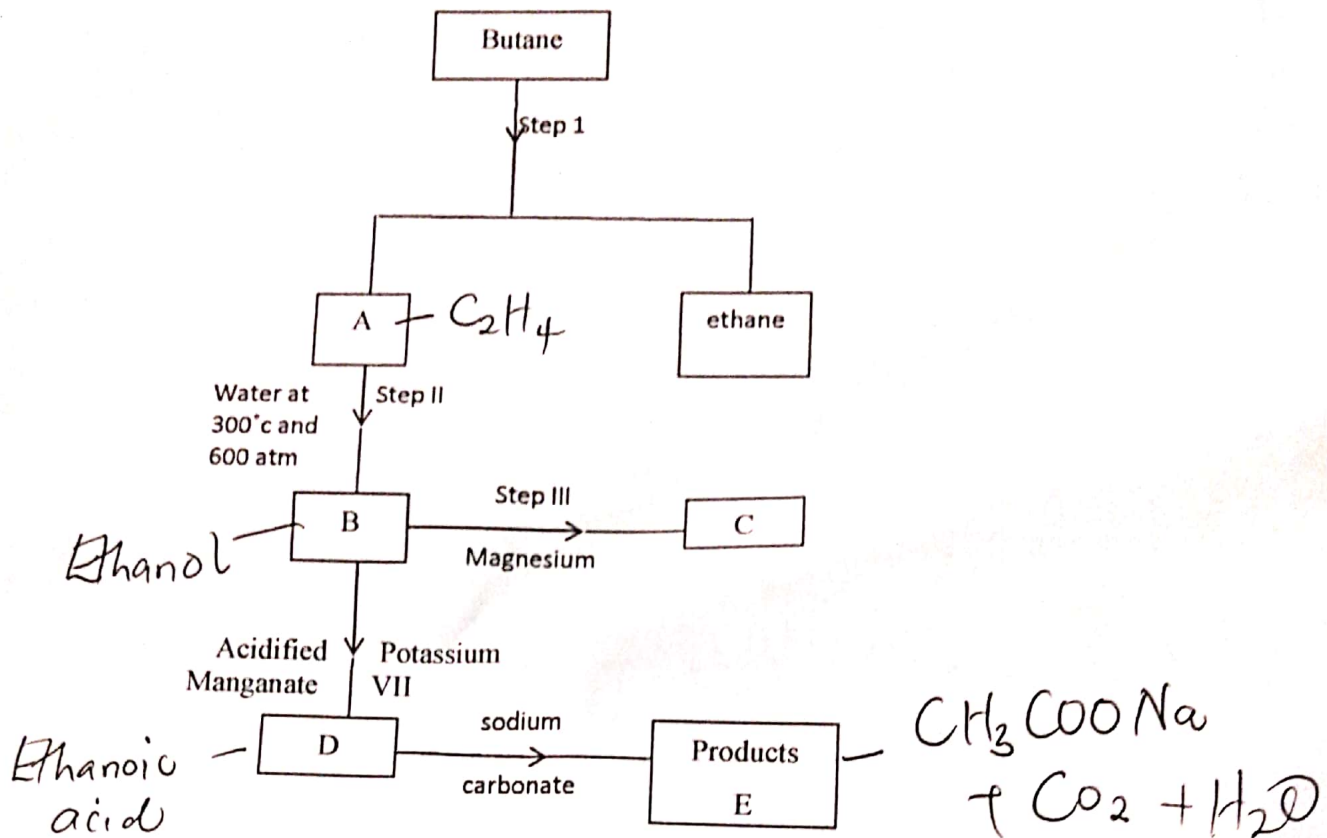 Butane
Step 1
A - C₂H₄
ethane
Water at
300°c and
600 atm
Step II
B
Step III
Magnesium
C
Ethanol
Acidified
Manganate
Potassium
VII
Ethanoic
acid
D
sodium
carbonate
Products
E
CH₃COONa
+ CO₂ + H₂O